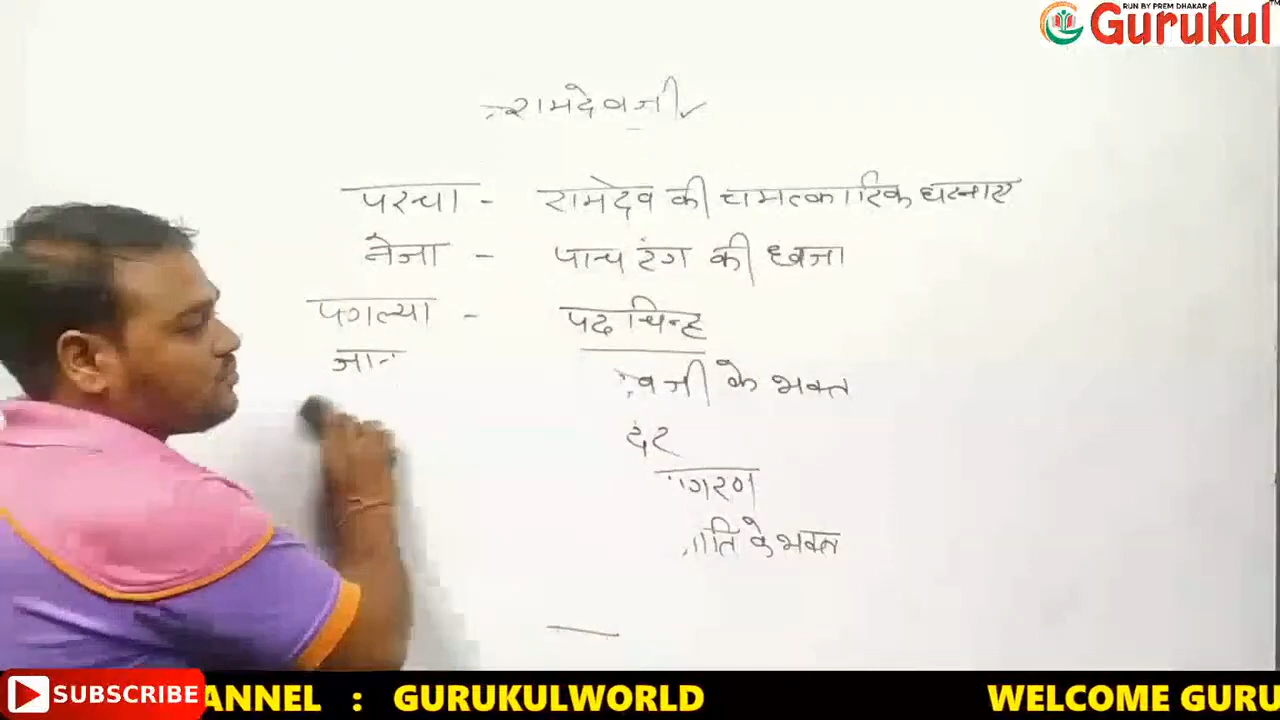 RUN BY PREM DHAKAR
Gurukul
रामदेवजी
परचा - रामदेव की चमत्कारिक घटनाए
नेजा - पान्च रंग की ध्वजा
पगल्या - पद चिन्ह
वजी के भक्त
गरण
के भक्त
SUBSCRIBE ANNEL : GURUKULWORLD WELCOME GURU